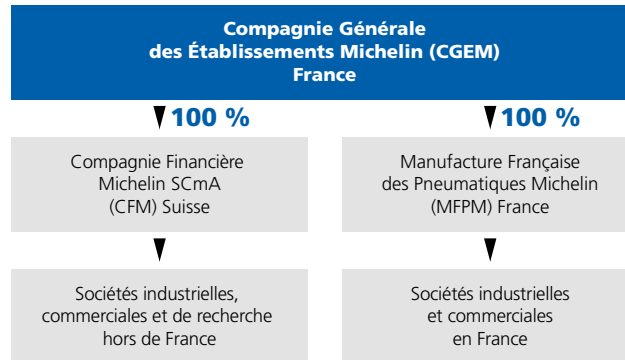 Compagnie Générale
des Établissements Michelin (CGEM)
France
100 %
100 %
Compagnie Financière
Michelin SCmA
(CFM) Suisse
Manufacture Française
des Pneumatiques Michelin
(MFPM) France
Sociétés industrielles,
commerciales et de recherche
hors de France
Sociétés industrielles
et commerciales
en France